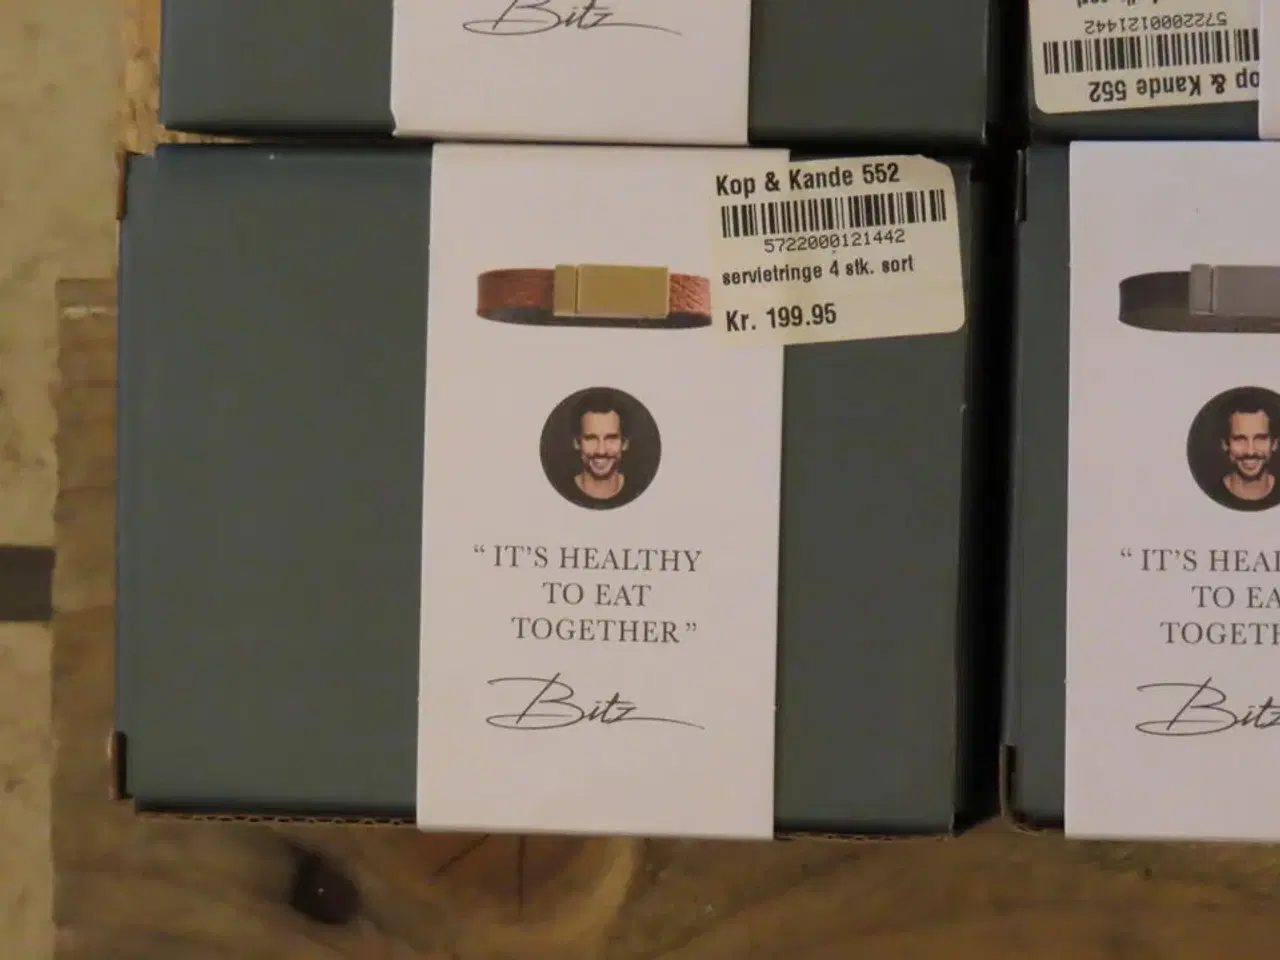 Bitz
5722000121442
Kop & Kande 552
Kop & Kande 552
5722000121442
servietringe 4 stk. sort
Kr. 199.95
“ IT’S HEALTHY
TO EAT
TOGETHER ”
Bitz
“ IT’S HEAL
TO EA
TOGETH
Bitz